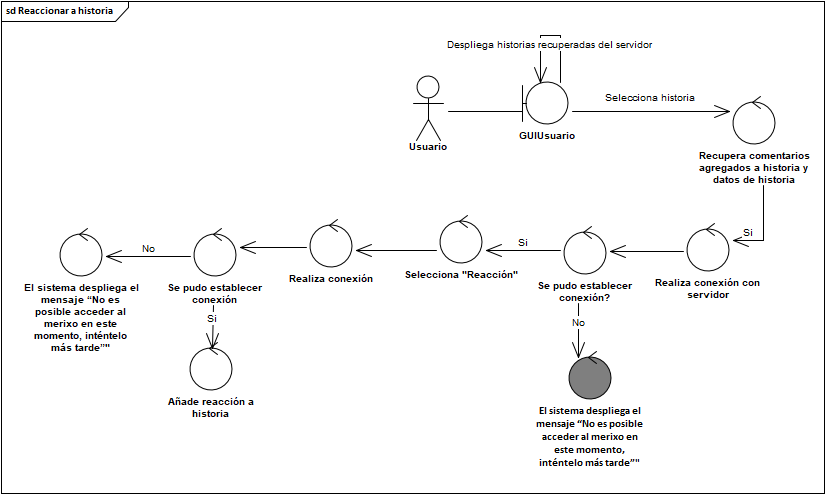 sd Reaccionar a historia
Despliega historias recuperadas del servidor
Selecciona historia
Usuario
GUIUsuario
Recupera comentarios
agregados a historia y
datos de historia
Si
Realiza conexión con
servidor
Se pudo establecer
conexión?
Si
No
El sistema despliega el
mensaje “No es posible
acceder al merixo en
este momento,
inténtelo más tarde”"
Selecciona "Reacción"
Realiza conexión
Se pudo establecer
conexión
No
Si
Añade reacción a
historia
El sistema despliega el
mensaje “No es
posible acceder al
merixo en este
momento, inténtelo
más tarde”"